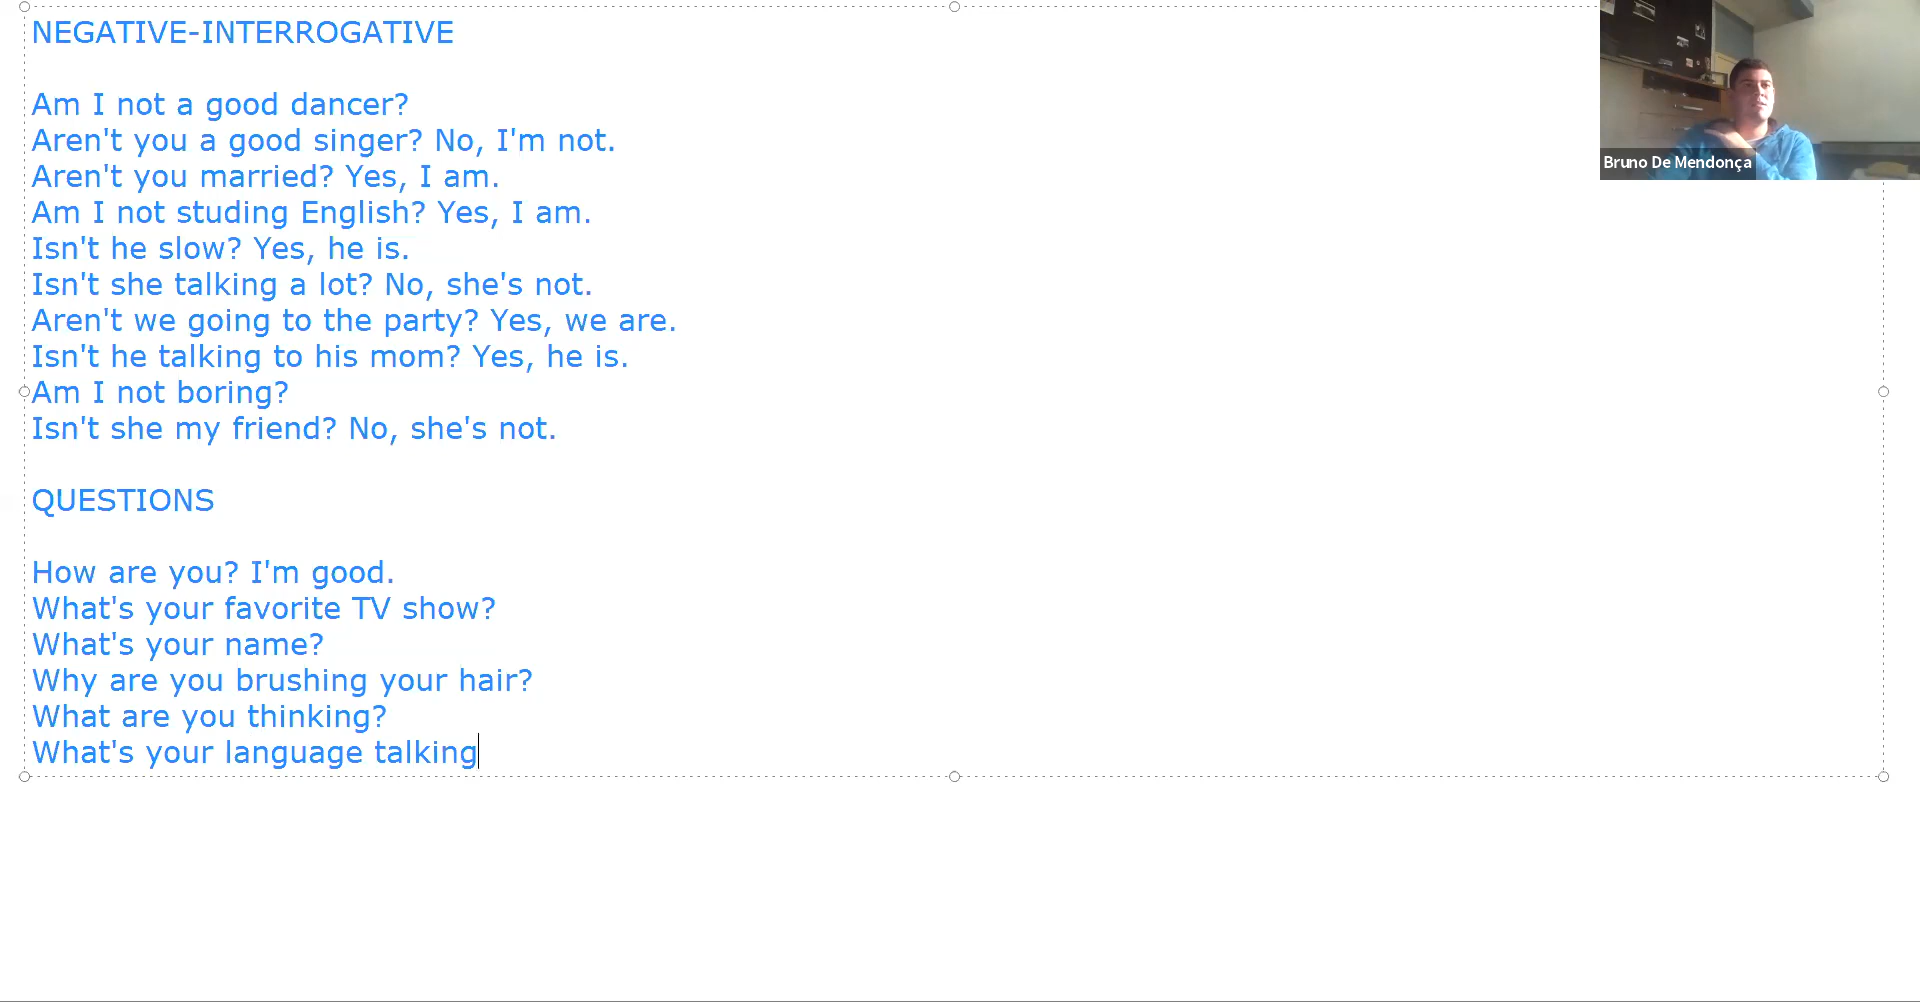 NEGATIVE-INTERROGATIVE
Am I not a good dancer?
Aren't you a good singer? No, I'm not.
Aren't you married? Yes, I am.
Am I not studing English? Yes, I am.
Isn't he slow? Yes, he is.
Isn't she talking a lot? No, she's not.
Aren't we going to the party? Yes, we are.
Isn't he talking to his mom? Yes, he is.
Am I not boring?
Isn't she my friend? No, she's not.
QUESTIONS
How are you? I'm good.
What's your favorite TV show?
What's your name?
Why are you brushing your hair?
What are you thinking?
What's your language talking
Bruno De Mendonça